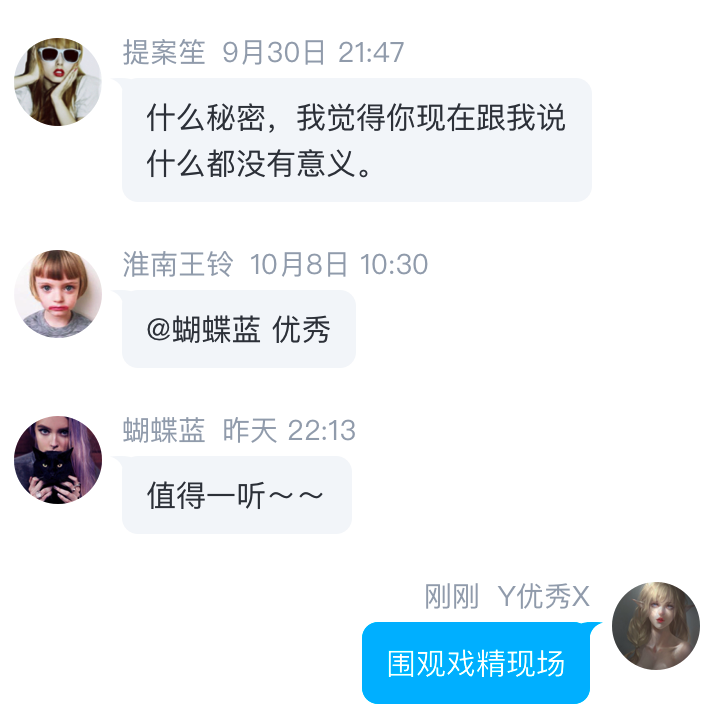 提案笙 9月30日 21:47
什么秘密，我觉得你现在跟我说
什么都没有意义。
淮南王铃 10月8日 10:30
@蝴蝶蓝 优秀
蝴蝶蓝 昨天 22:13
值得一听～～
刚刚 Y优秀X
围观戏精现场